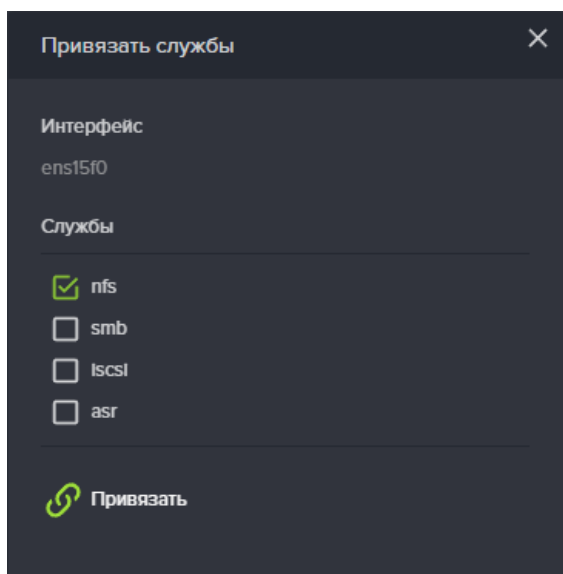 Привязать службы
Интерфейс
ens15f0
Службы
nfs
smb
iscsi
asr
Привязать